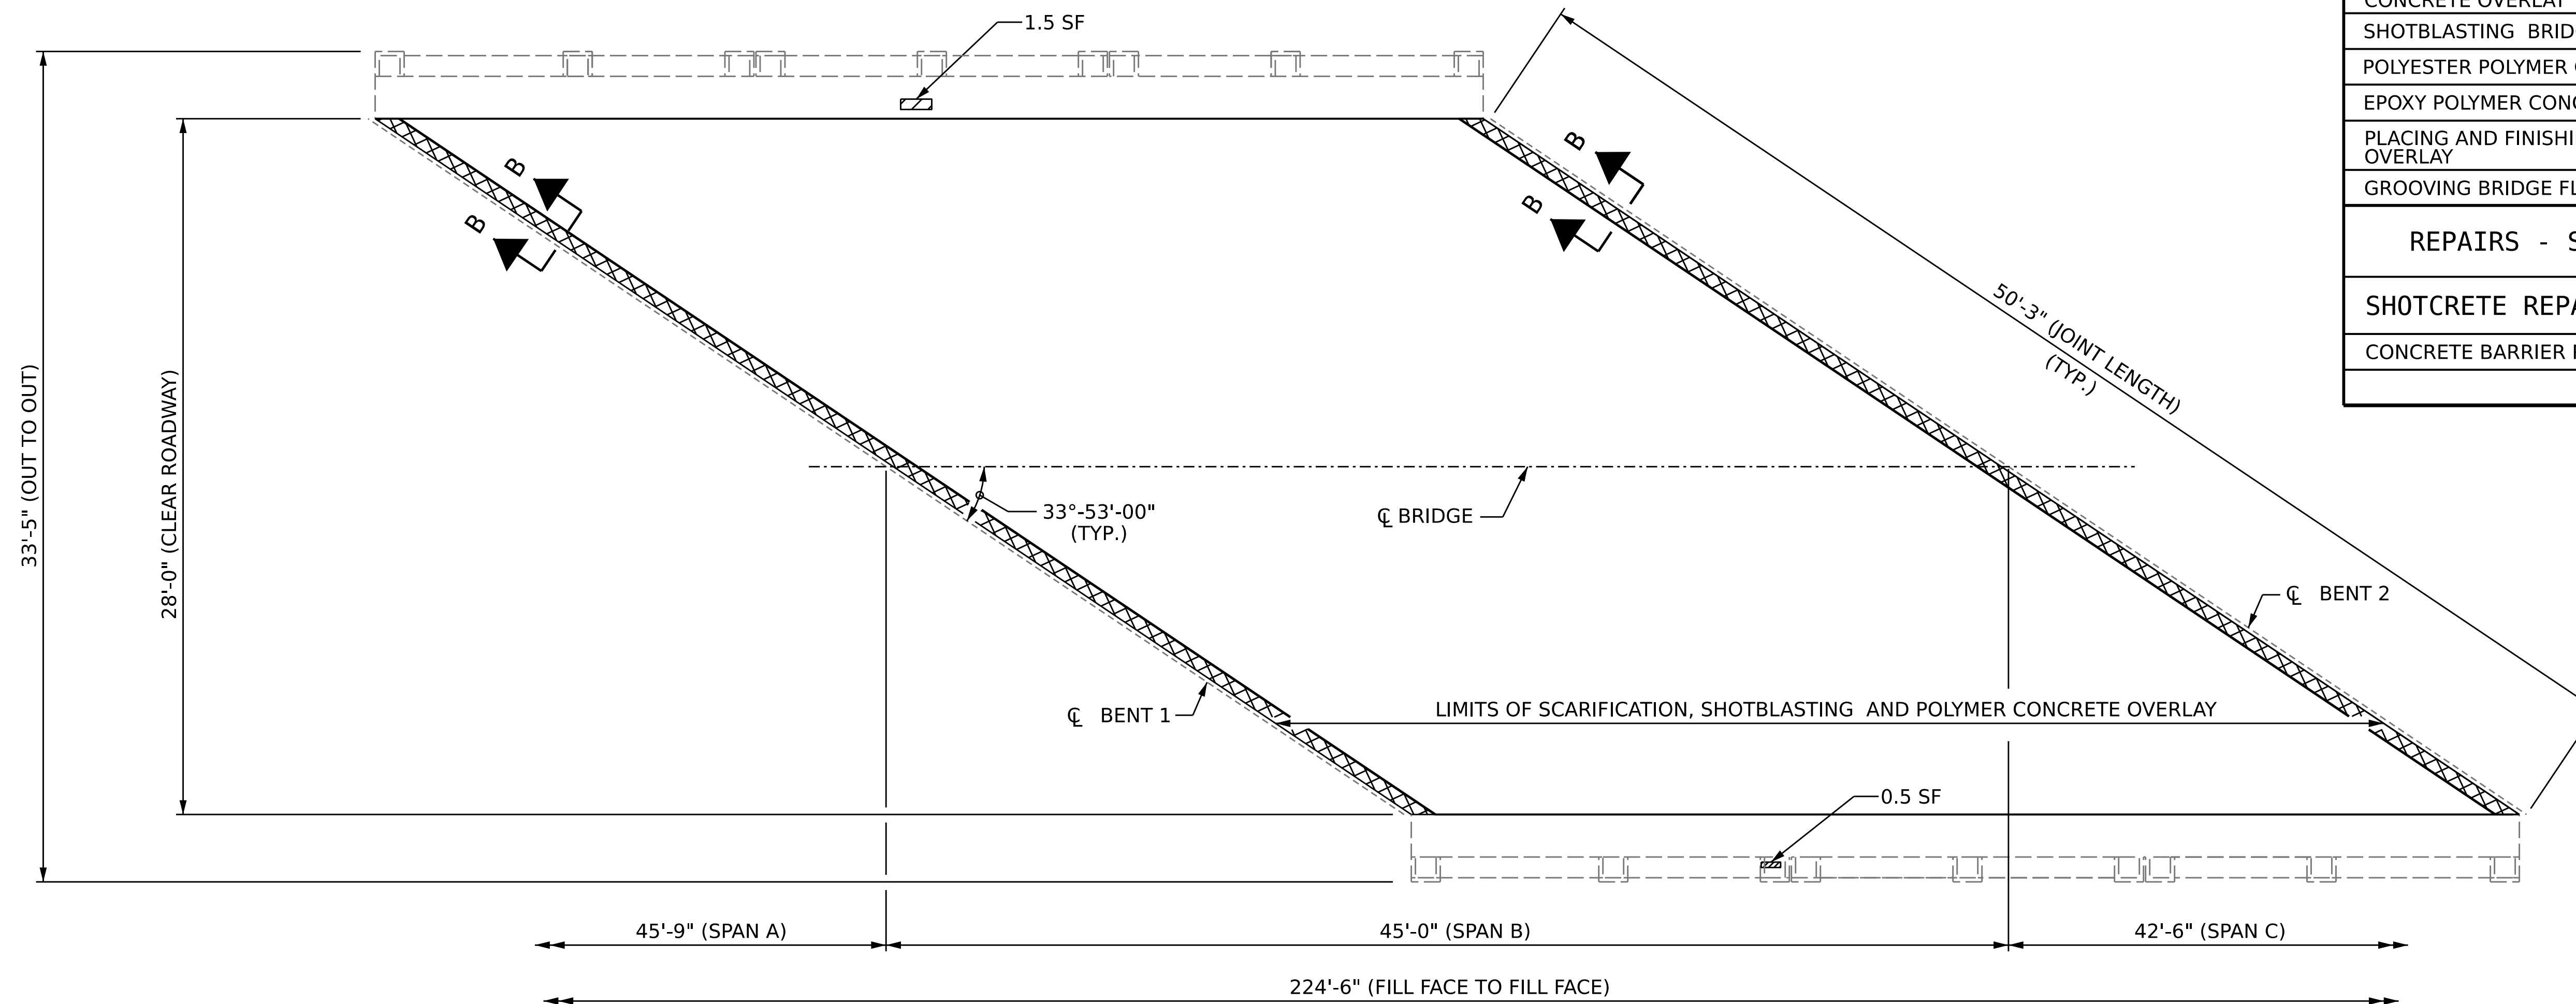 1.5 SF
CONCRETE OVERLAY
SHOTBLASTING BRID
POLYESTER POLYMER
EPOXY POLYMER CONC
PLACING AND FINISHI
OVERLAY
GROOVING BRIDGE FL
REPAIRS - S
SHOTCRETE REPA
CONCRETE BARRIER
B
B
B
B
50'-3" (JOINT LENGTH)
(TYP.)
33'-5" (OUT TO OUT)
28'-0" (CLEAR ROADWAY)
33°-53'-00"
(TYP.)
℄ BRIDGE
℄ BENT 2
℄ BENT 1
LIMITS OF SCARIFICATION, SHOTBLASTING AND POLYMER CONCRETE OVERLAY
0.5 SF
45'-9" (SPAN A)
45'-0" (SPAN B)
42'-6" (SPAN C)
224'-6" (FILL FACE TO FILL FACE)